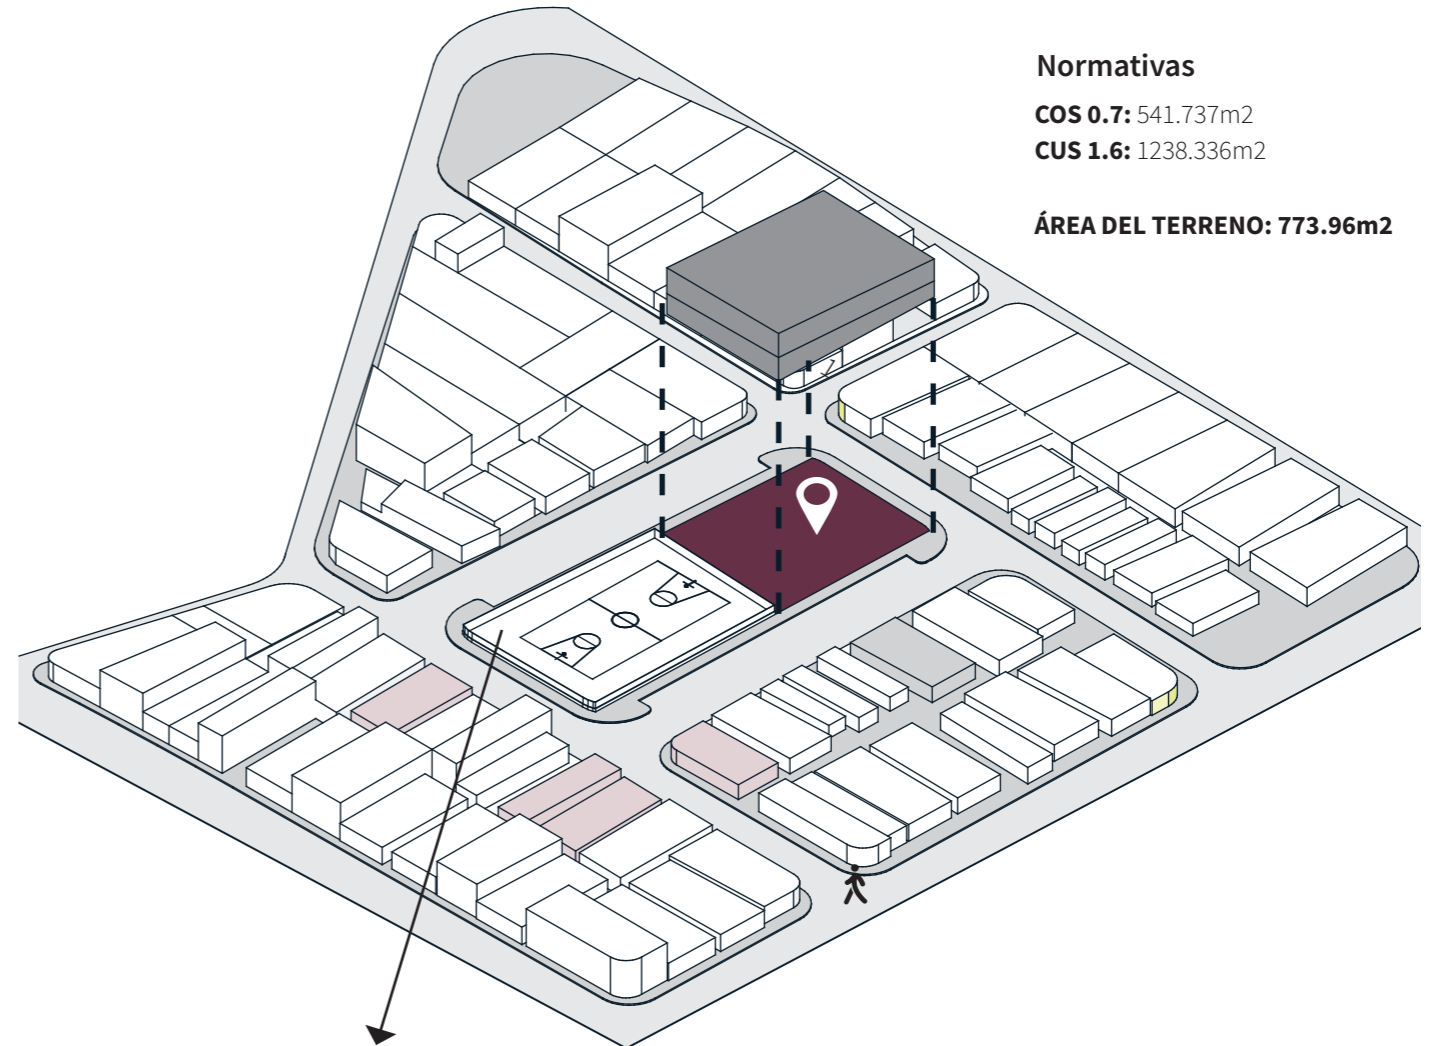 Normativas
COS 0.7: 541.737m2
CUS 1.6: 1238.336m2
ÁREA DEL TERRENO: 773.96m2